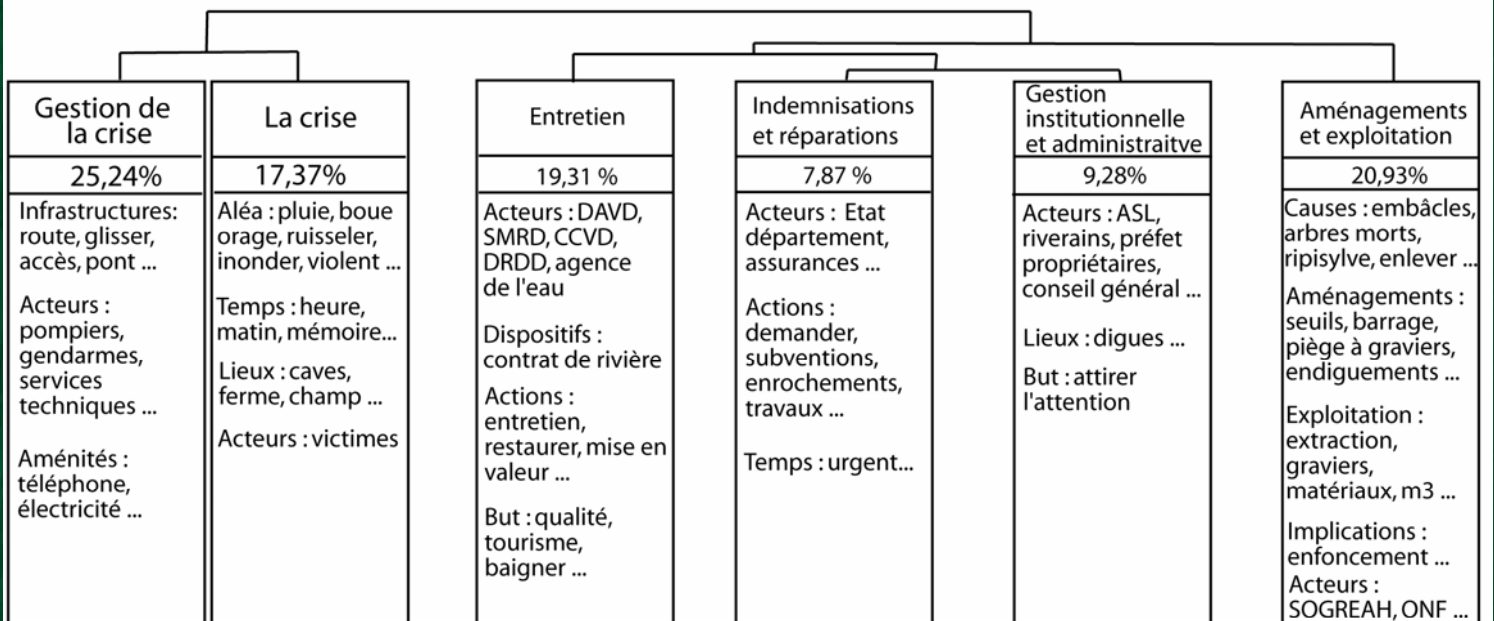 Gestion de
la crise
25,24%
Infrastructures:
route, glisser,
accès, pont ...
Acteurs :
pompiers,
gendarmes,
services
techniques ...
Aménités :
téléphone,
électricité ...
La crise
17,37%
Aléa : pluie, boue
orage, ruisseler,
inonder, violent ...
Temps : heure,
matin, mémoire...
Lieux : caves,
ferme, champ ...
Acteurs : victimes
Entretien
19,31 %
Acteurs : DAVD,
SMRD, CCVD,
DRDD, agence
de l'eau
Dispositifs :
contrat de rivière
Actions :
entretien,
restaurer, mise en
valeur ...
But : qualité,
tourisme,
baigner ...
Indemnisations
et réparations
7,87 %
Acteurs : Etat
département,
assurances ...
Actions :
demander,
subventions,
enrochements,
travaux ...
Temps : urgent...
Gestion
institutionnelle
et administraitve
9,28%
Acteurs : ASL,
riverains, préfet
propriétaires,
conseil général ...
Lieux : digues ...
But : attirer
l'attention
Aménagements
et exploitation
20,93%
Causes : embâcles,
arbres morts,
ripisylve, enlever ...
Aménagements :
seuils, barrage,
piège à graviers,
endiguements ...
Exploitation :
extraction,
graviers,
matériaux, m3 ...
Implications :
enfoncement ...
Acteurs :
SOGREAH, ONF ...